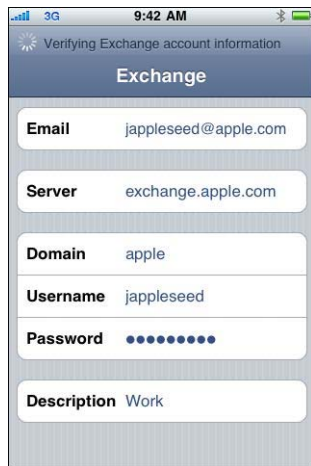 3G 9:42 AM
Verifying Exchange account information
Exchange
Email jappleseed@apple.com
Server exchange.apple.com
Domain apple
Username jappleseed
Password ●●●●●●●●●
Description Work